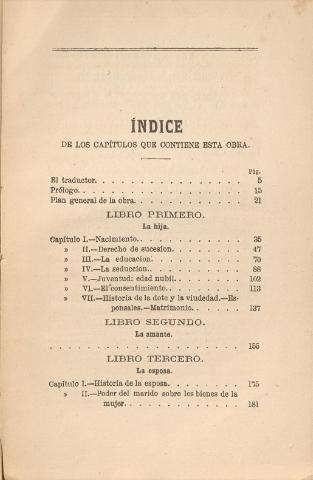 ÍNDICE
DE LOS CAPÍTULOS QUE CONTIENE ESTA OBRA.
Pág.
El traductor. . . . . . . . . . . . . . . . 5
Prólogo. . . . . . . . . . . . . . . . . . 15
Plan general de la obra. . . . . . . . . . . . 21
LIBRO PRIMERO.
La hija.
Capítulo I.—Nacimiento. . . . . . . . . . . . 35
» II.—Derecho de sucesion. . . . . . . . . 47
» III.—La educacion. . . . . . . . . . . 70
» IV.—La seduccion. . . . . . . . . . . 88
» V.—Juventud: edad nubil. . . . . . . . . 102
» VI.—El consentimiento. . . . . . . . . 113
» VII.—Historia de la dote y la viudedad.—Es-
ponsales.—Matrimonio. . . . . . . . 137
LIBRO SEGUNDO.
La amante.
. . . . . . . . . . . . . . . . . . . . 155
LIBRO TERCERO.
La esposa.
Capítulo I.—Historia de la esposa. . . . . . . . 175
» II.—Poder del marido sobre los bienes de la
mujer. . . . . . . . . . . . . 181